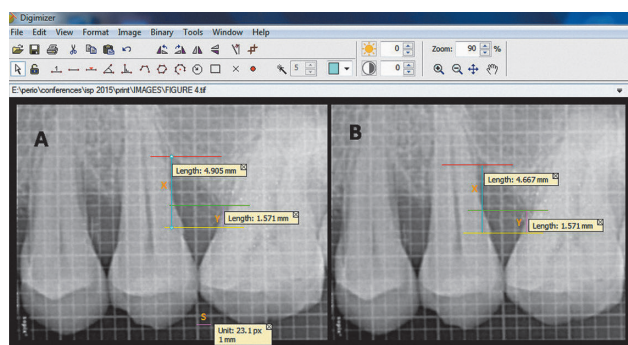 Digimizer
File Edit View Format Image Binary Tools Window Help
5
0
0
Zoom: 90 %
E:\perio\conferences\isp 2015\print\IMAGES\FIGURE 4.tif
A
Length: 4.905 mm
X
Y
Length: 1.571 mm
S
Unit: 23.1 px
1 mm
B
Length: 4.667 mm
X
Y
Length: 1.571 mm